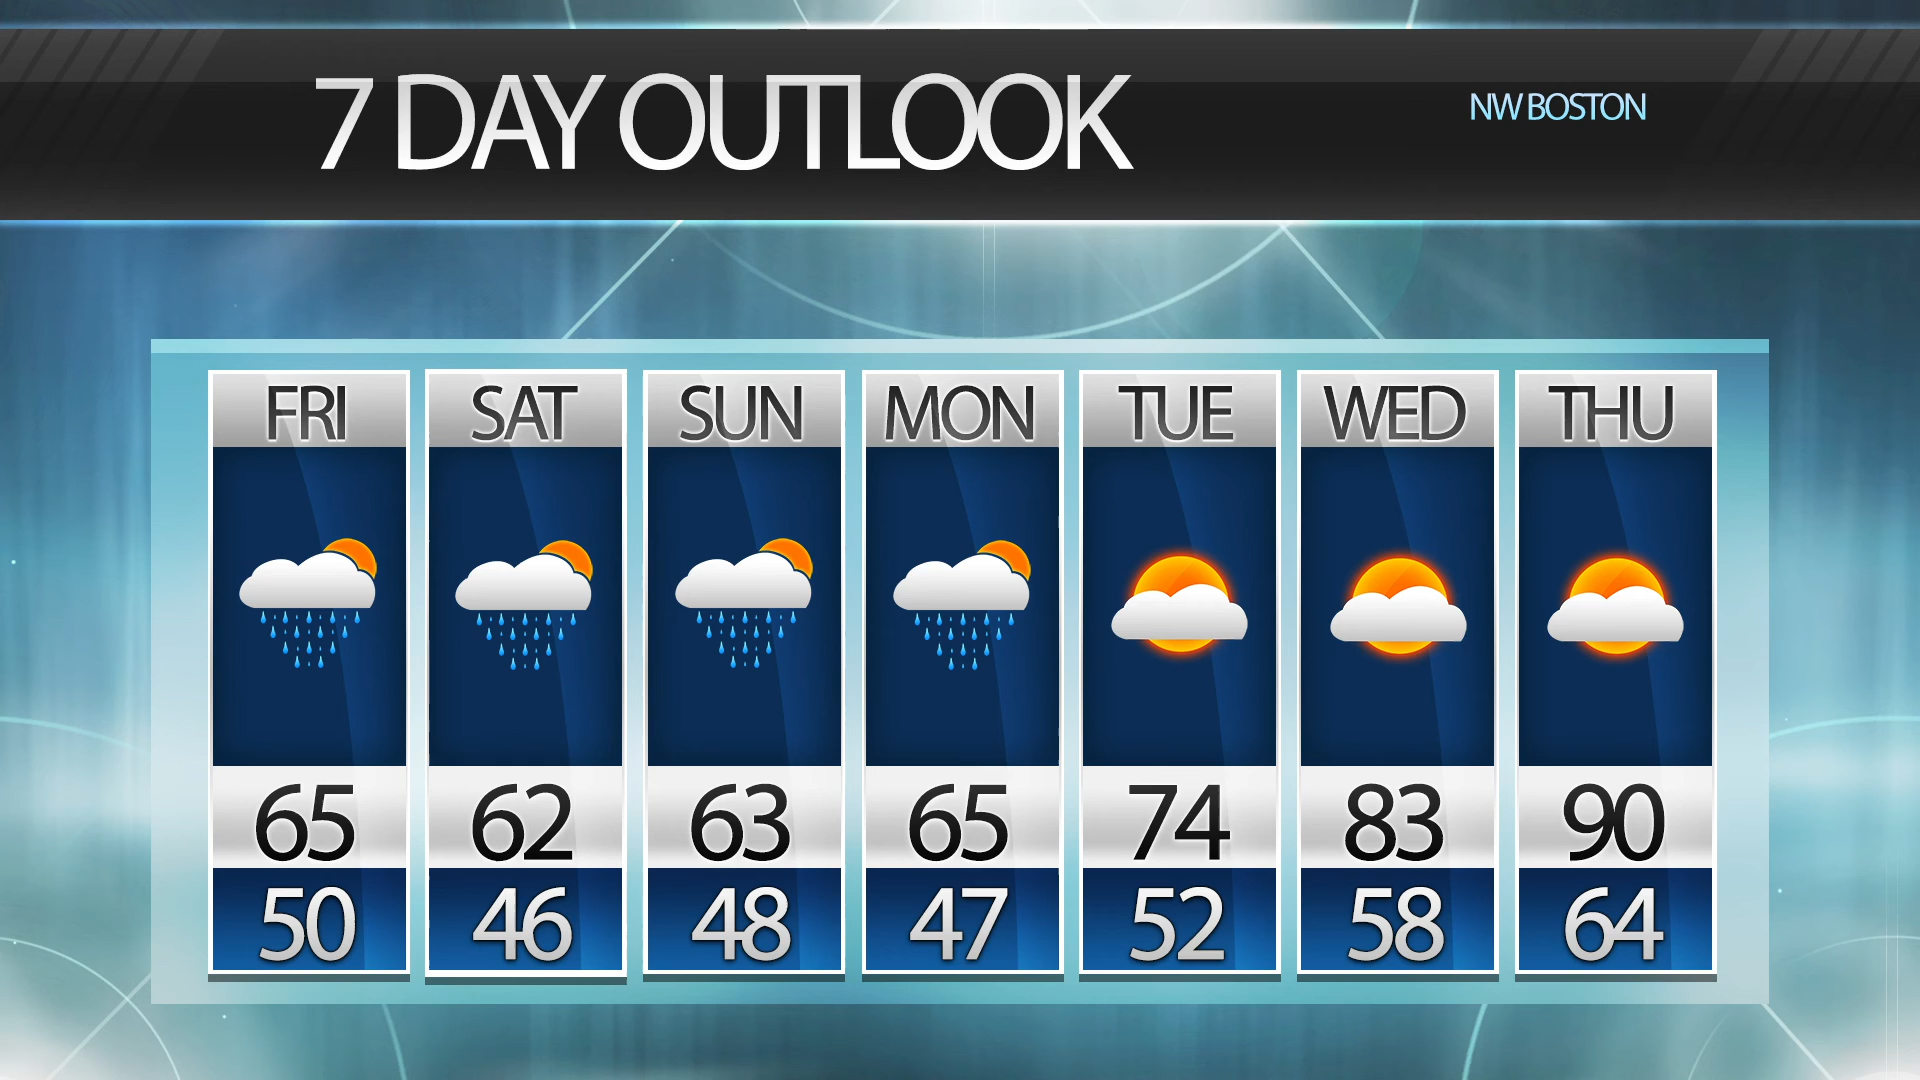 7 DAY OUTLOOK
NW BOSTON
FRI SAT SUN MON TUE WED THU
65 62 63 65 74 83 90
50 46 48 47 52 58 64